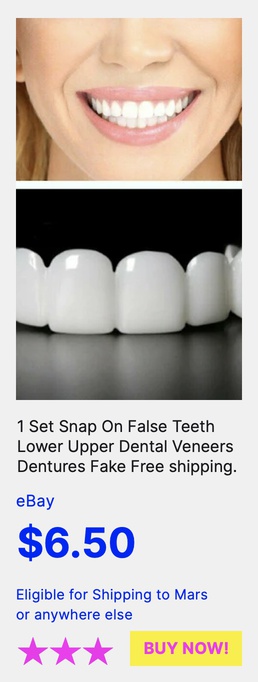 1 Set Snap On False Teeth
Lower Upper Dental Veneers
Dentures Fake Free shipping.
eBay
$6.50
Eligible for Shipping to Mars
or anywhere else
BUY NOW!